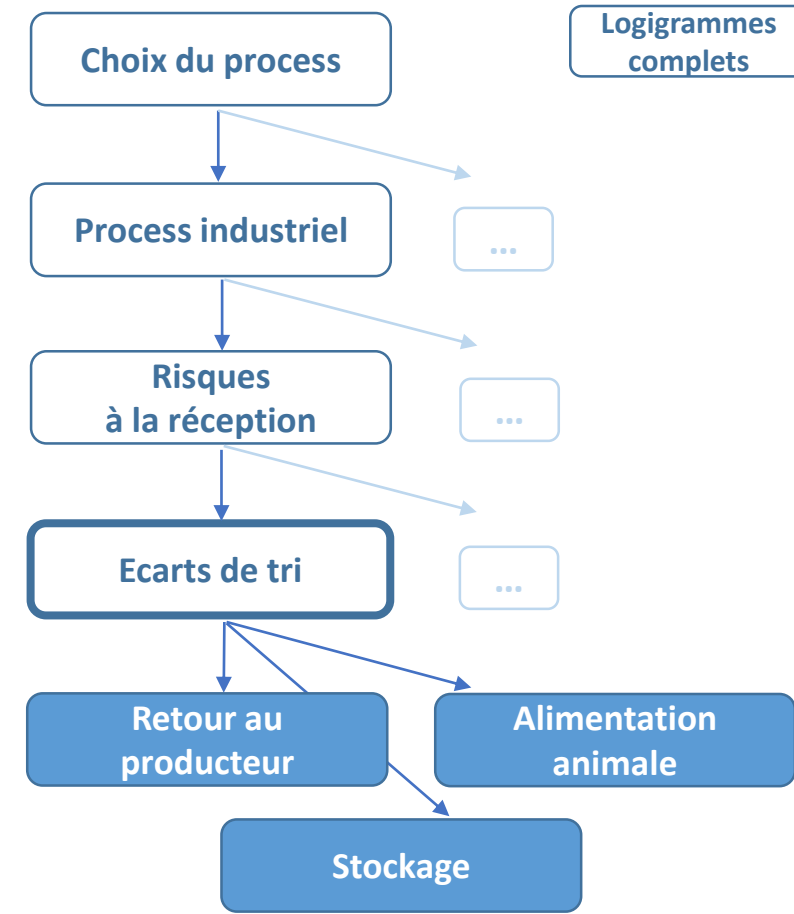 Logigrammes
complets
Choix du process
Process industriel
...
Risques
à la réception
...
Ecarts de tri
...
Retour au
producteur
Alimentation
animale
Stockage